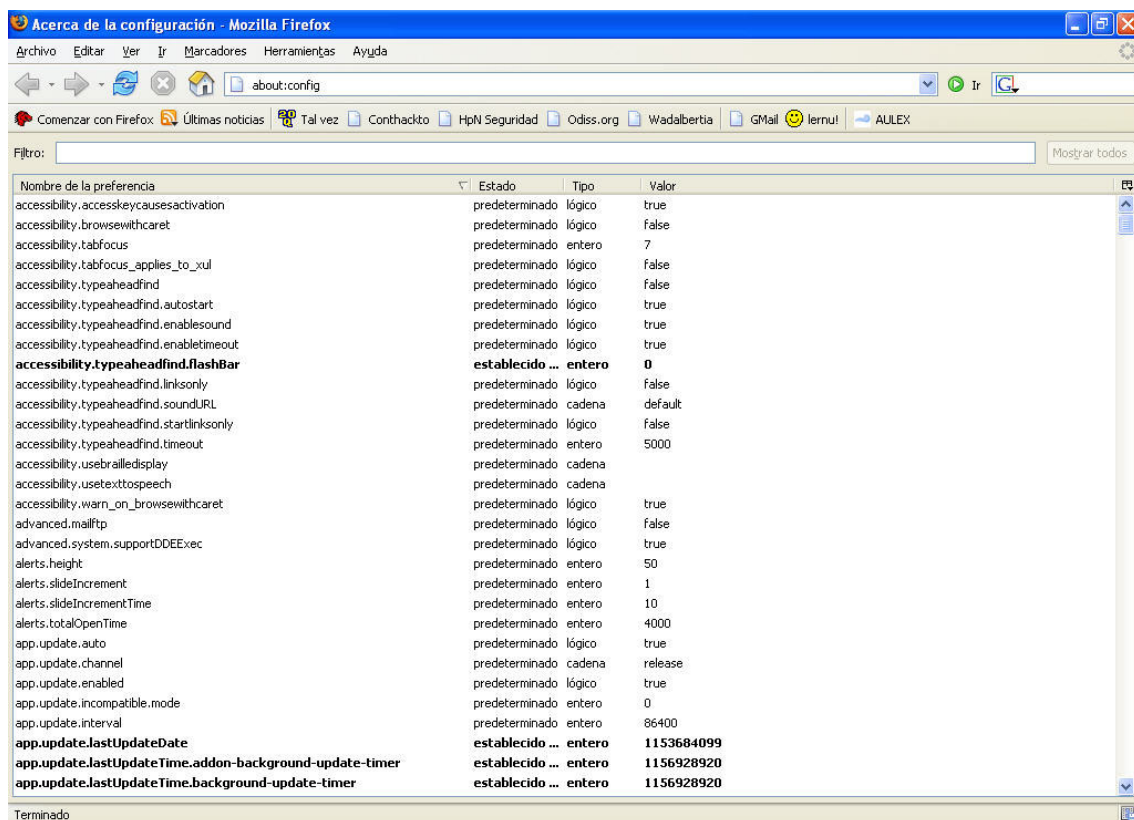 Acerca de la configuración - Mozilla Firefox
Archivo Editar Ver Ir Marcadores Herramientas Ayuda
about:config Ir G
Comenzar con Firefox Últimas noticias Tal vez Conthackto HpN Seguridad Odiss.org Wadalbertia GMail lernu! AULEX
Filtro: Mostrar todos
Nombre de la preferencia Estado Tipo Valor
accessibility.accesskeycausesactivation predeterminado lógico true
accessibility.browsewithcaret predeterminado lógico false
accessibility.tabfocus predeterminado entero 7
accessibility.tabfocus_applies_to_xul predeterminado lógico false
accessibility.typeaheadfind predeterminado lógico false
accessibility.typeaheadfind.autostart predeterminado lógico true
accessibility.typeaheadfind.enablesound predeterminado lógico true
accessibility.typeaheadfind.enabletimeout predeterminado lógico true
accessibility.typeaheadfind.flashBar establecido ... entero 0
accessibility.typeaheadfind.linksonly predeterminado lógico false
accessibility.typeaheadfind.soundURL predeterminado cadena default
accessibility.typeaheadfind.startlinksonly predeterminado lógico false
accessibility.typeaheadfind.timeout predeterminado entero 5000
accessibility.usebrailledisplay predeterminado cadena
accessibility.usetexttospeech predeterminado cadena
accessibility.warn_on_browsewithcaret predeterminado lógico true
advanced.mailftp predeterminado lógico false
advanced.system.supportDDEExec predeterminado lógico true
alerts.height predeterminado entero 50
alerts.slideIncrement predeterminado entero 1
alerts.slideIncrementTime predeterminado entero 10
alerts.totalOpenTime predeterminado entero 4000
app.update.auto predeterminado lógico true
app.update.channel predeterminado cadena release
app.update.enabled predeterminado lógico true
app.update.incompatible.mode predeterminado entero 0
app.update.interval predeterminado entero 86400
app.update.lastUpdateDate establecido ... entero 1153684099
app.update.lastUpdateTime.addon-background-update-timer establecido ... entero 1156928920
app.update.lastUpdateTime.background-update-timer establecido ... entero 1156928920
Terminado